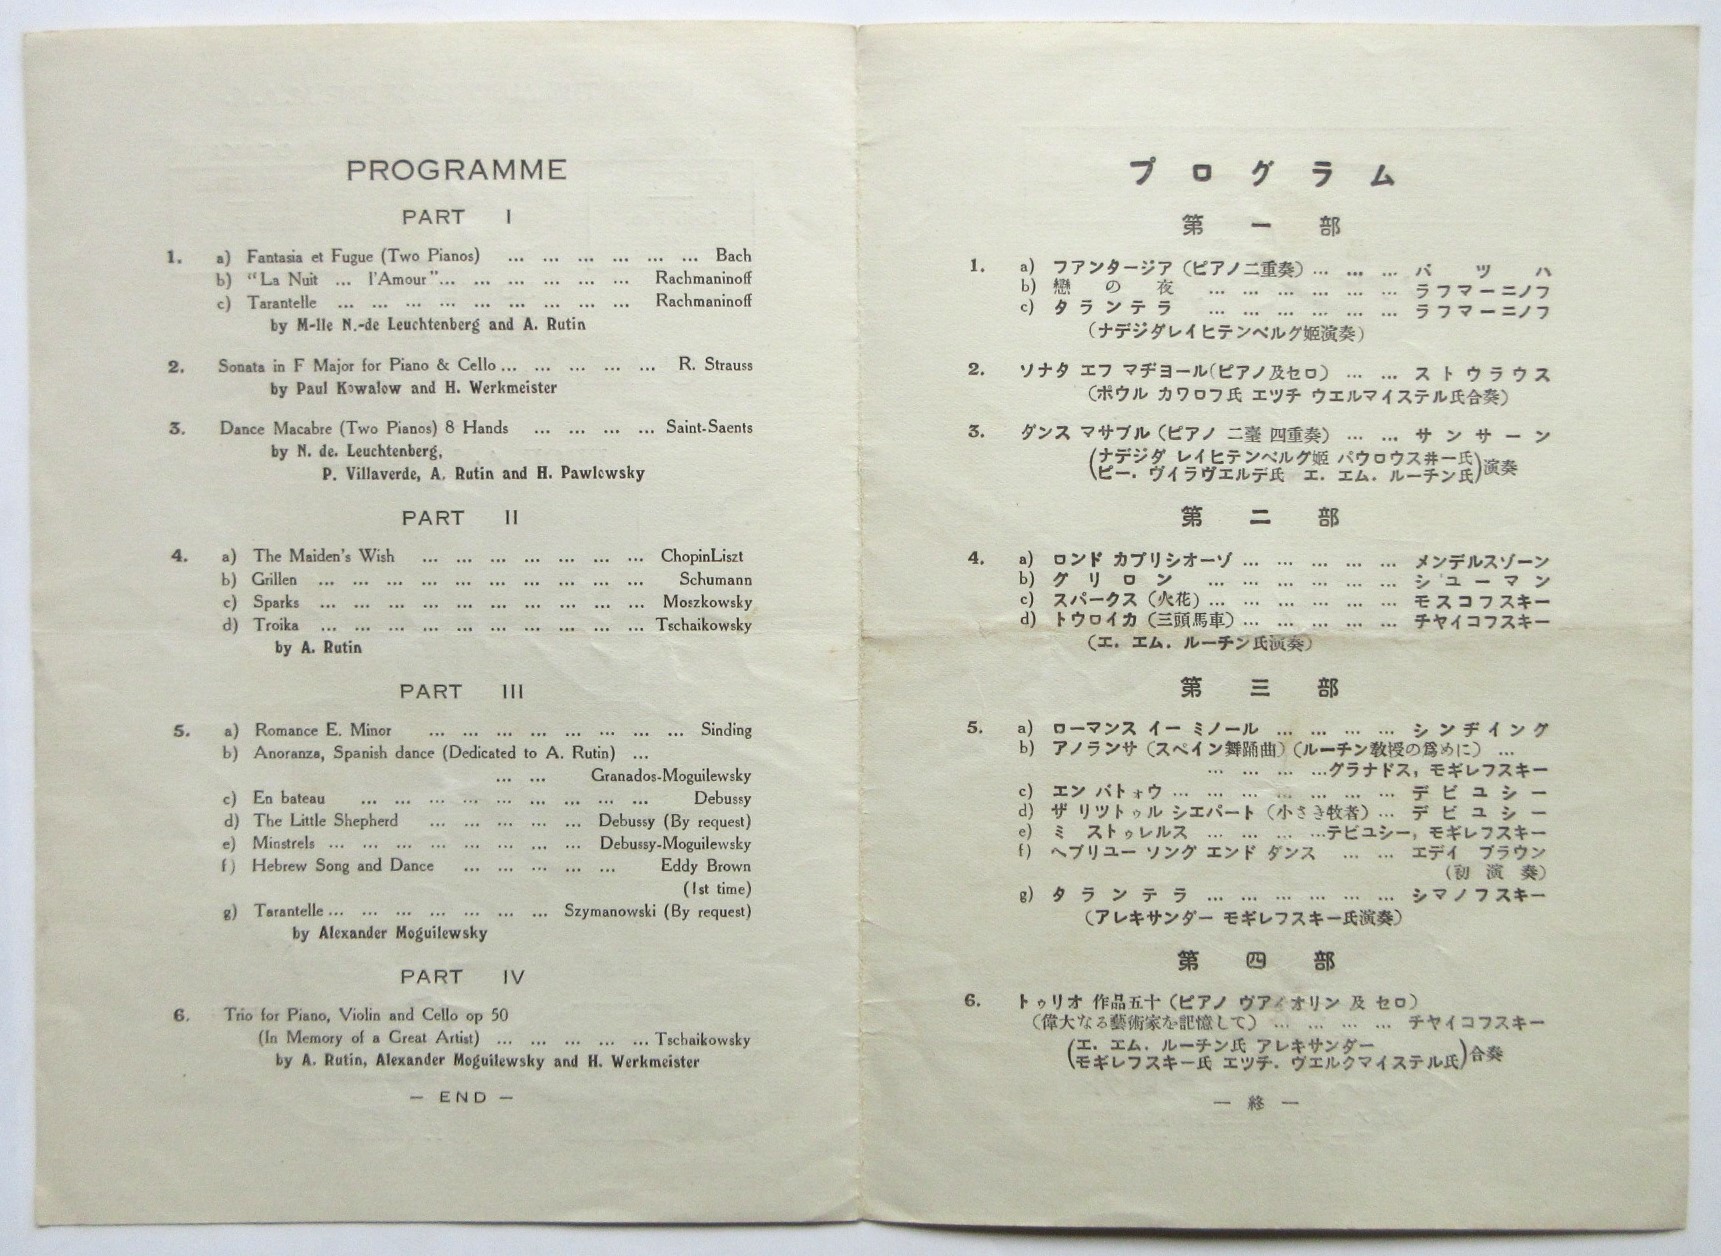 PROGRAMME
PART I
1. a) Fantasia et Fugue (Two Pianos) ... ... ... ... ... ... Bach
b) "La Nuit ... l'Amour"... ... ... ... ... ... Rachmaninoff
c) Tarantelle ... ... ... ... ... ... ... ... ... Rachmaninoff
by M-lle N.-de Leuchtenberg and A. Rutin
2. Sonata in F Major for Piano & Cello... ... ... ... ... R. Strauss
by Paul Kowalow and H. Werkmeister
3. Dance Macabre (Two Pianos) 8 Hands ... ... ... ... Saint-Saents
by N. de. Leuchtenberg,
P. Villaverde, A. Rutin and H. Pawlowsky
PART II
4. a) The Maiden's Wish ... ... ... ... ... ... ... ChopinLiszt
b) Grillen ... ... ... ... ... ... ... ... ... ... Schumann
c) Sparks ... ... ... ... ... ... ... ... ... ... Moszkowsky
d) Troika ... ... ... ... ... ... ... ... ... ... Tschaikowsky
by A. Rutin
PART III
5. a) Romance E. Minor ... ... ... ... ... ... ... ... Sinding
b) Anoranza, Spanish dance (Dedicated to A. Rutin) ...
... ... Granados-Moguilewsky
c) En bateau ... ... ... ... ... ... ... ... ... Debussy
d) The Little Shepherd ... ... ... ... ... Debussy (By request)
e) Minstrels ... ... ... ... ... ... ... ... Debussy-Moguilewsky
f) Hebrew Song and Dance ... ... ... ... ... Eddy Brown
(1st time)
g) Tarantelle... ... ... ... ... ... ... Szymanowski (By request)
by Alexander Moguilewsky
PART IV
6. Trio for Piano, Violin and Cello op 50
(In Memory of a Great Artist) ... ... ... ... ... Tschaikowsky
by A. Rutin, Alexander Moguilewsky and H. Werkmeister
— END —
プログラム
第一部
1. a) フアンタージア（ピアノ二重奏）... ... ... バツハ
b) 戀の夜 ... ... ... ... ... ... ラフマーニノフ
c) タランテラ ... ... ... ... ... ... ラフマーニノフ
（ナデジダレイヒテンベルグ姬演奏）
2. ソナタ エフ マヂヨール（ピアノ及セロ）... ... ストウラウス
（ポウル カワロフ氏 エツチ ウエルマイステル氏合奏）
3. ダンス マサブル（ピアノ 二臺 四重奏）... ... サンサーン
（ナデジダ レイヒテンベルグ姬 パウロウス井ー氏
ピー．ヴイラヴエルデ氏 エ．エム．ルーチン氏）演奏
第二部
4. a) ロンド カプリシオーゾ ... ... ... ... ... メンデルスゾーン
b) グリロン ... ... ... ... ... ... シユーマン
c) スパークス（火花）... ... ... ... ... ... モスコフスキー
d) トウロイカ（三頭馬車）... ... ... ... ... チヤイコフスキー
（エ．エム．ルーチン氏演奏）
第三部
5. a) ローマンス イー ミノール ... ... ... ... シンヂイング
b) アノランサ（スペイン舞踊曲）（ルーチン教授の爲めに）...
... ... ... ...グラナドス，モギレフスキー
c) エン バトォウ ... ... ... ... ... ... ... デビユシー
d) ザ リツトゥル シエパート（小さき牧者）... デビユシー
e) ミ ストゥレルス ... ... ... ...テビユシー，モギレフスキー
f) ヘブリユー ソング エンド ダンス ... ... エデイ ブラウン
（初演奏）
g) タランテラ ... ... ... ... ... ... シマノフスキー
（アレキサンダー モギレフスキー氏演奏）
第四部
6. トゥリオ 作品五十（ピアノ ヴアイオリン 及 セロ）
（偉大なる藝術家を記憶して）... ... ... ... チヤイコフスキー
（エ．エム．ルーチン氏 アレキサンダー
モギレフスキー氏 エツチ．ヴエルクマイステル氏）合奏
— 終 —